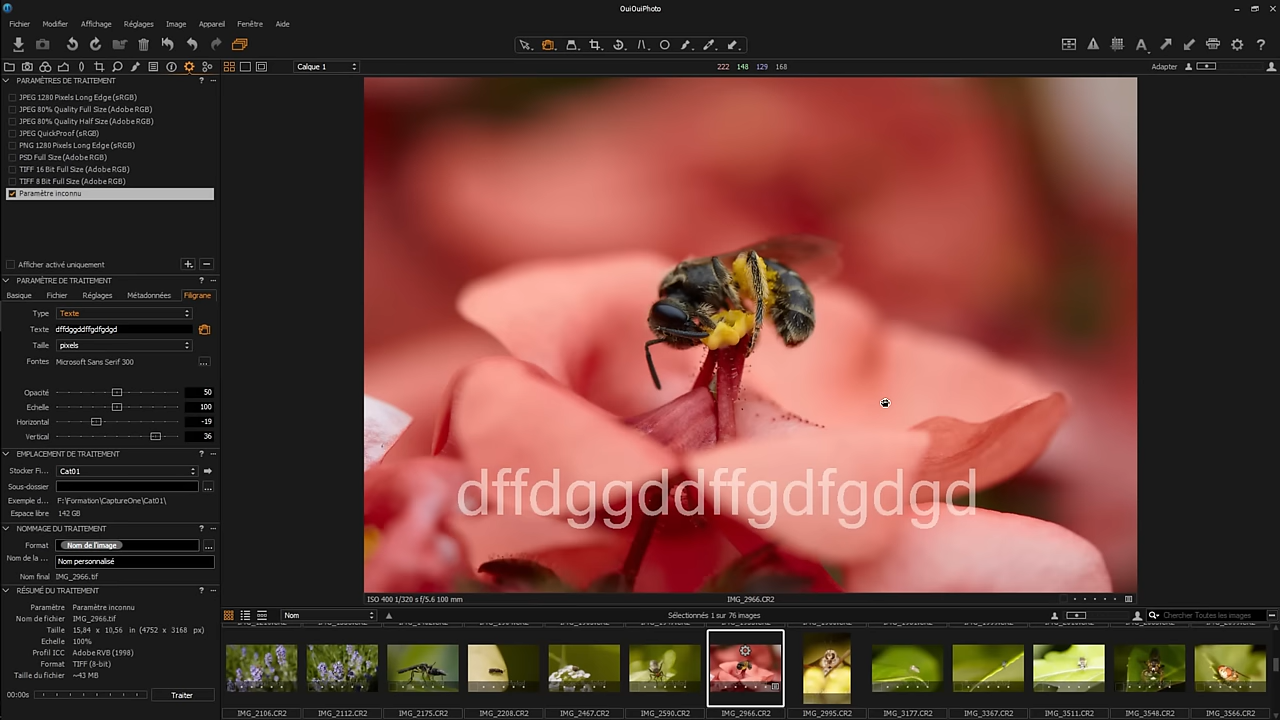 OuiOuiPhoto
Fichier Modifier Affichage Réglages Image Appareil Fenêtre Aide
Calque 1
222 148 129 168
Adapter
PARAMÈTRES DE TRAITEMENT ? ...
JPEG 1280 Pixels Long Edge (sRGB)
JPEG 80% Quality Full Size (Adobe RGB)
JPEG 80% Quality Half Size (Adobe RGB)
JPEG QuickProof (sRGB)
PNG 1280 Pixels Long Edge (sRGB)
PSD Full Size (Adobe RGB)
TIFF 16 Bit Full Size (Adobe RGB)
TIFF 8 Bit Full Size (Adobe RGB)
Paramètre inconnu
Afficher activé uniquement
PARAMÈTRE DE TRAITEMENT ? ...
Basique Fichier Réglages Métadonnées Filigrane
Type Texte
Texte dffdggddffgdfgdgd
Taille pixels
Fontes Microsoft Sans Serif 300 ...
Opacité 50
Echelle 100
Horizontal -19
Vertical 36
EMPLACEMENT DE TRAITEMENT ? ...
Stocker Fi... Cat01
Sous-dossier ...
Exemple d... F:\Formation\CaptureOne\Cat01\
Espace libre 142 GB
NOMMAGE DU TRAITEMENT ? ...
Format Nom de l'image ...
Nom de la ... Nom personnalisé
Nom final IMG_2966.tif
RÉSUMÉ DU TRAITEMENT ? ...
Paramètre Paramètre inconnu
Nom de fichier IMG_2966.tif
Taille 15,84 x 10,56 in (4752 x 3168 px)
Echelle 100%
Profil ICC Adobe RVB (1998)
Format TIFF (8-bit)
Taille du fichier ~43 MB
00:00s Traiter
dffdggddffgdfgdgd
ISO 400 1/320 s f/5.6 100 mm IMG_2966.CR2
Nom Sélectionnés 1 sur 76 images Chercher Toutes les images
IMG_2106.CR2 IMG_2112.CR2 IMG_2175.CR2 IMG_2208.CR2 IMG_2467.CR2 IMG_2590.CR2 IMG_2966.CR2 IMG_2995.CR2 IMG_3177.CR2 IMG_3367.CR2 IMG_3511.CR2 IMG_3548.CR2 IMG_3566.CR2